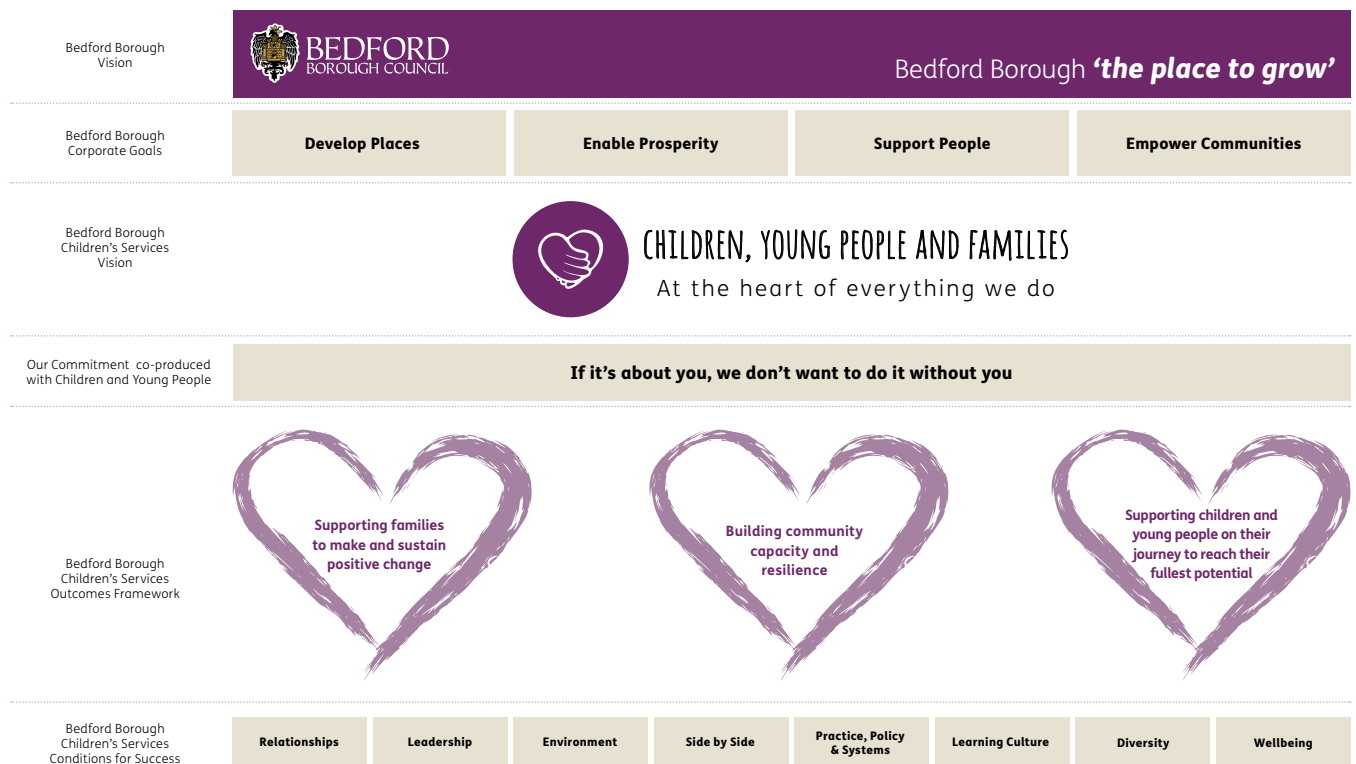 Bedford Borough
Vision
BEDFORD
BOROUGH COUNCIL
Bedford Borough ‘the place to grow’
Bedford Borough
Corporate Goals
Develop Places
Enable Prosperity
Support People
Empower Communities
Bedford Borough
Children’s Services
Vision
CHILDREN, YOUNG PEOPLE AND FAMILIES
At the heart of everything we do
Our Commitment co-produced
with Children and Young People
If it’s about you, we don’t want to do it without you
Bedford Borough
Children’s Services
Outcomes Framework
Supporting families
to make and sustain
positive change
Building community
capacity and
resilience
Supporting children and
young people on their
journey to reach their
fullest potential
Bedford Borough
Children’s Services
Conditions for Success
Relationships
Leadership
Environment
Side by Side
Practice, Policy
& Systems
Learning Culture
Diversity
Wellbeing